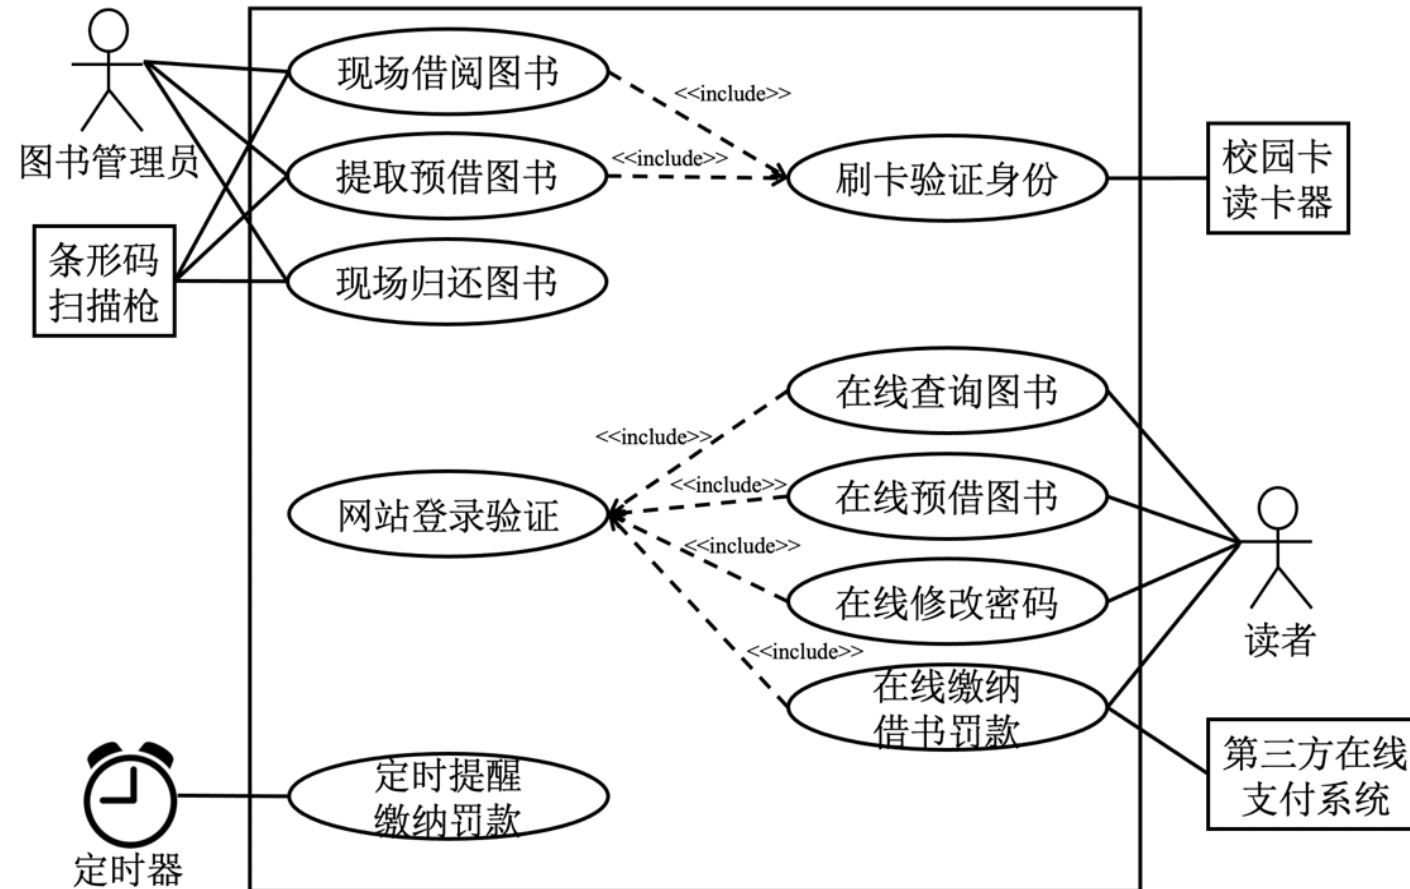 现场借阅图书
<<include>>
图书管理员
提取预借图书
<<include>>
刷卡验证身份
校园卡
读卡器
条形码
扫描枪
现场归还图书
在线查询图书
<<include>>
<<include>>
在线预借图书
网站登录验证
<<include>>
在线修改密码
读者
<<include>>
在线缴纳
借书罚款
第三方在线
支付系统
定时提醒
缴纳罚款
定时器